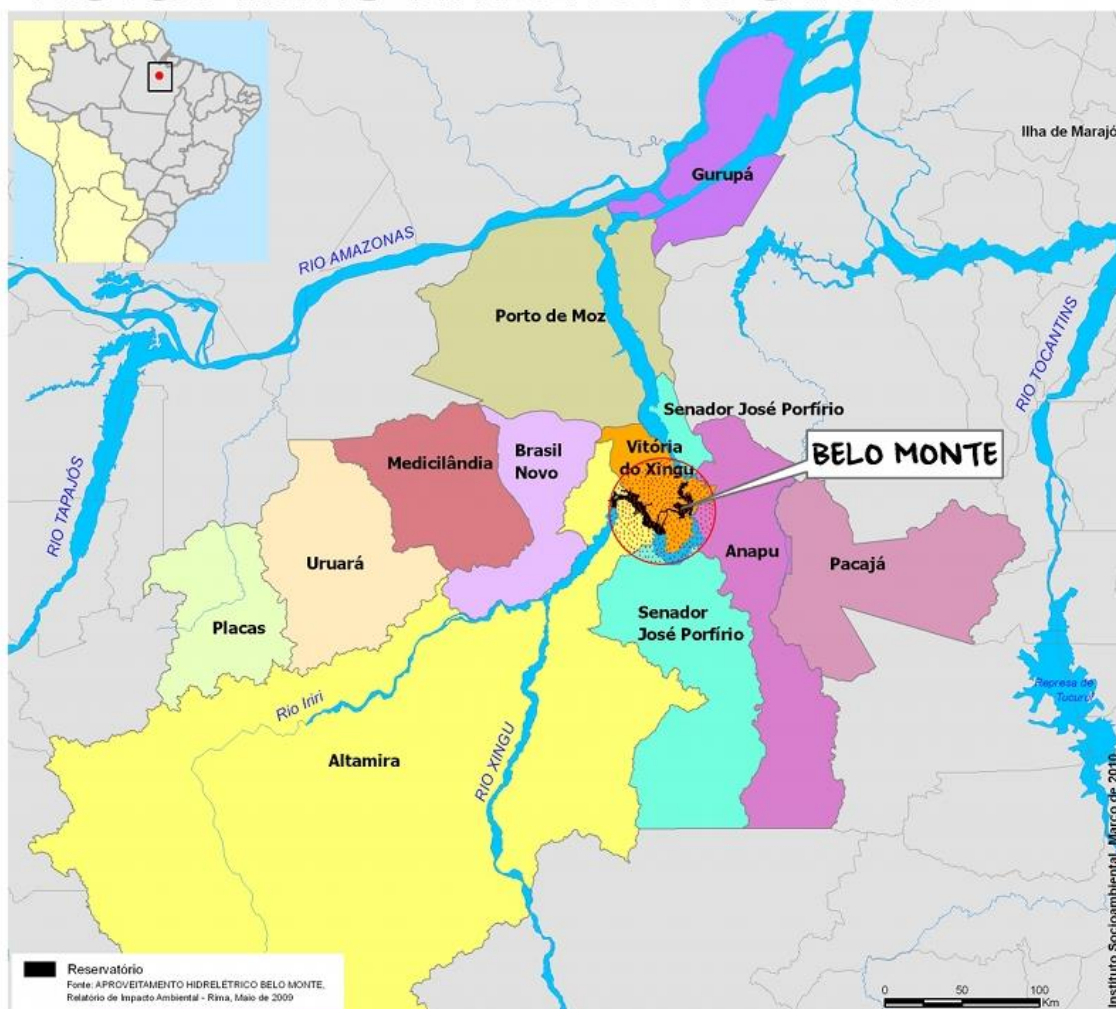 Ilha de Marajó
Gurupá
RIO AMAZONAS
Porto de Moz
RIO TOCANTINS
Senador José Porfírio
RIO TAPAJÓS
Medicilândia
Brasil
Novo
Vitória
do Xingu
BELO MONTE
Uruará
Anapu
Pacajá
Placas
Senador
José Porfírio
Represa de
Tucuruí
Rio Iriri
Altamira
RIO XINGU
Instituto Socioambiental, Março de 2010
Reservatório
Fonte: APROVEITAMENTO HIDRELÉTRICO BELO MONTE,
Relatório de Impacto Ambiental - Rima, Maio de 2009
0 50 100
Km